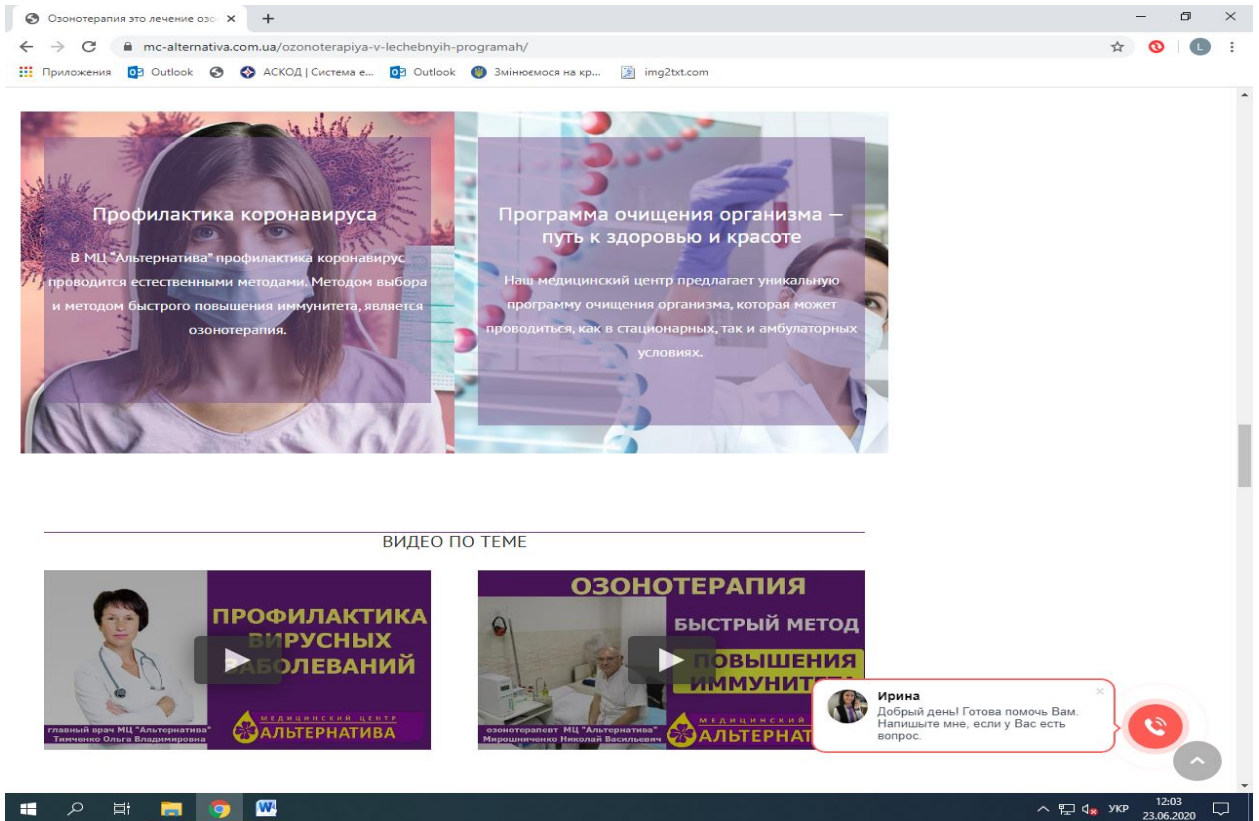 Озонотерапия это лечение озо
mc-alternativa.com.ua/ozonoterapiya-v-lechebnyih-programah/
Приложения Outlook АСКОД | Система е... Outlook Змінюємося на кр... img2txt.com
Профилактика коронавируса
В МЦ "Альтернатива" профилактика коронавирус
проводится естественными методами. Методом выбора
и методом быстрого повышения иммунитета, является
озонотерапия.
Программа очищения организма —
путь к здоровью и красоте
Наш медицинский центр предлагает уникальную
программу очищения организма, которая может
проводиться, как в стационарных, так и амбулаторных
условиях.
ВИДЕО ПО ТЕМЕ
ПРОФИЛАКТИКА
ВИРУСНЫХ
ЗАБОЛЕВАНИЙ
главный врач МЦ "Альтернатива"
Тимченко Ольга Владимировна
МЕДИЦИНСКИЙ ЦЕНТР
АЛЬТЕРНАТИВА
ОЗОНОТЕРАПИЯ
БЫСТРЫЙ МЕТОД
ПОВЫШЕНИЯ
ИММУНИТЕТА
озонотерапевт МЦ "Альтернатива"
Мирошниченко Николай Васильевич
МЕДИЦИНСКИЙ
АЛЬТЕРНАТ
Ирина
Добрый день! Готова помочь Вам.
Напишыте мне, если у Вас есть
вопрос.
L
УКР
12:03
23.06.2020